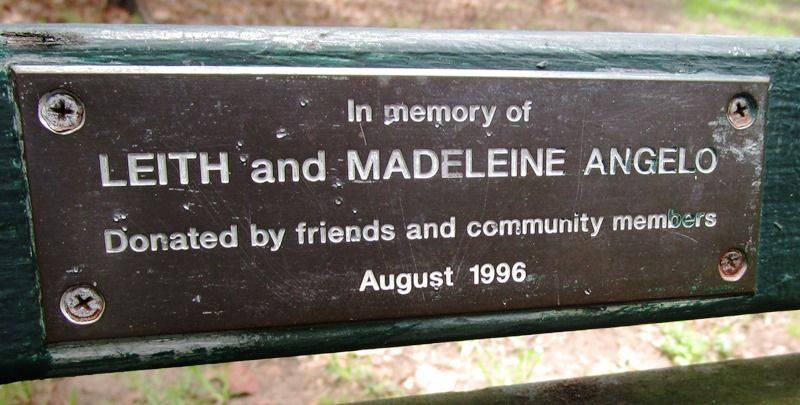 In memory of
LEITH and MADELEINE ANGELO
Donated by friends and community members
August 1996